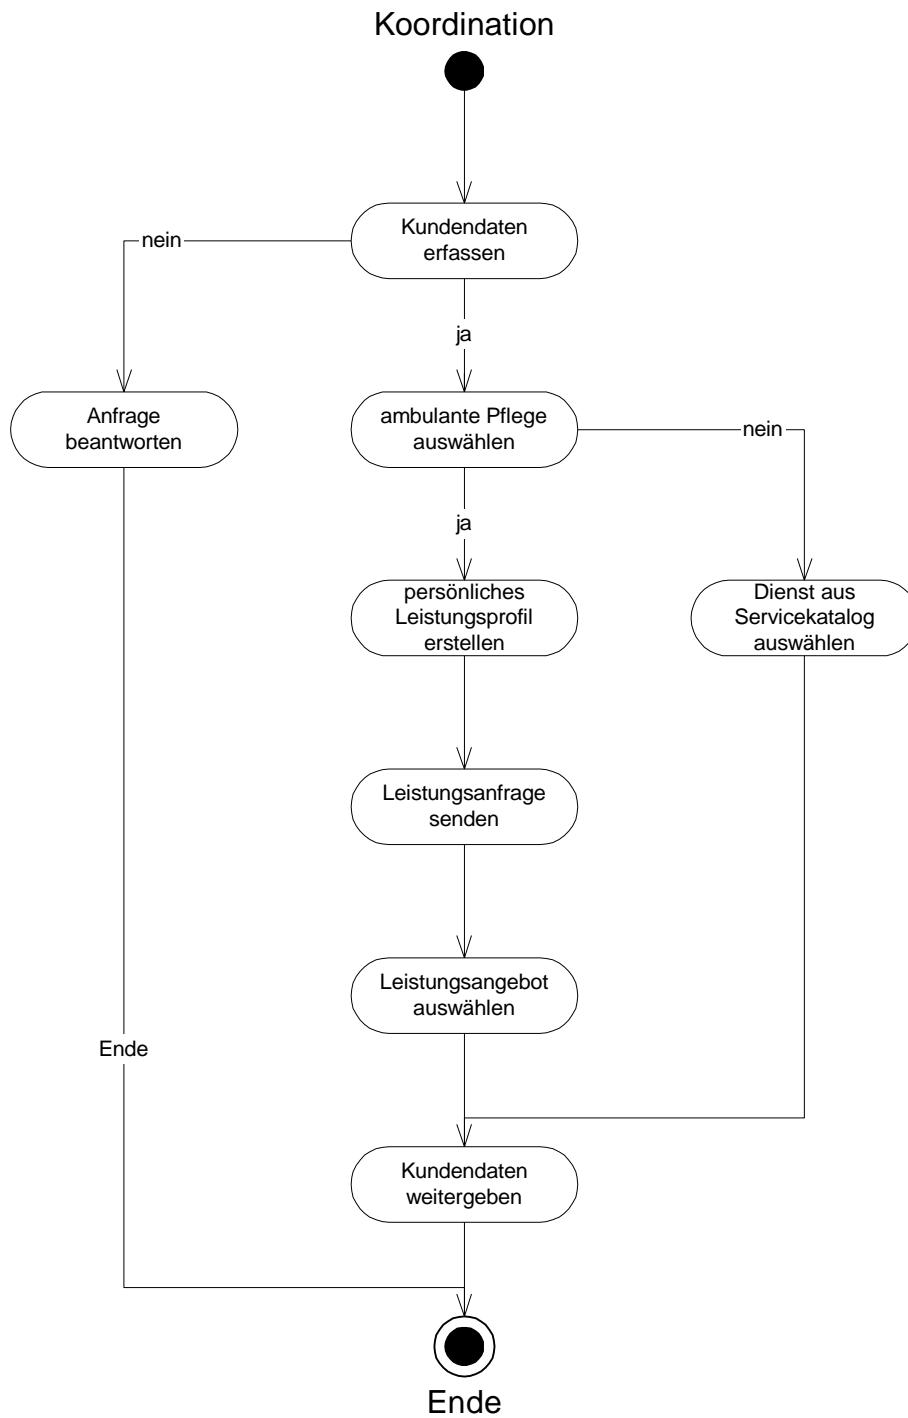 Koordination
Kundendaten
erfassen
nein
ja
Anfrage
beantworten
ambulante Pflege
auswählen
nein
ja
persönliches
Leistungsprofil
erstellen
Dienst aus
Servicekatalog
auswählen
Leistungsanfrage
senden
Leistungsangebot
auswählen
Ende
Kundendaten
weitergeben
Ende